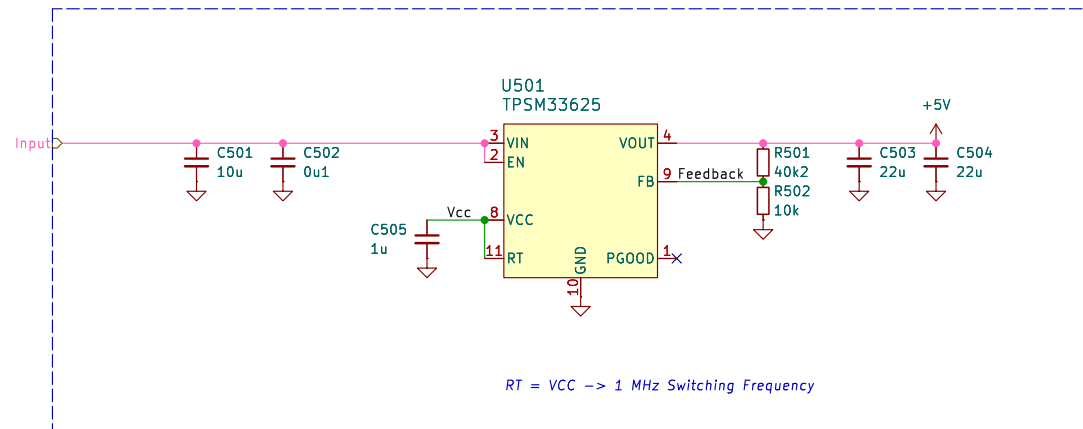 U501
TPSM33625
+5V
Input
C501
10u
C502
0u1
3
VIN
2
EN
VOUT
4
R501
40k2
C503
22u
C504
22u
FB
9
Feedback
R502
10k
Vcc
8
VCC
C505
1u
11
RT
GND
10
PGOOD
1
RT = VCC -> 1 MHz Switching Frequency